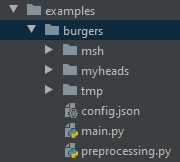 examples
burgers
msh
myheads
tmp
config.json
main.py
preprocessing.py